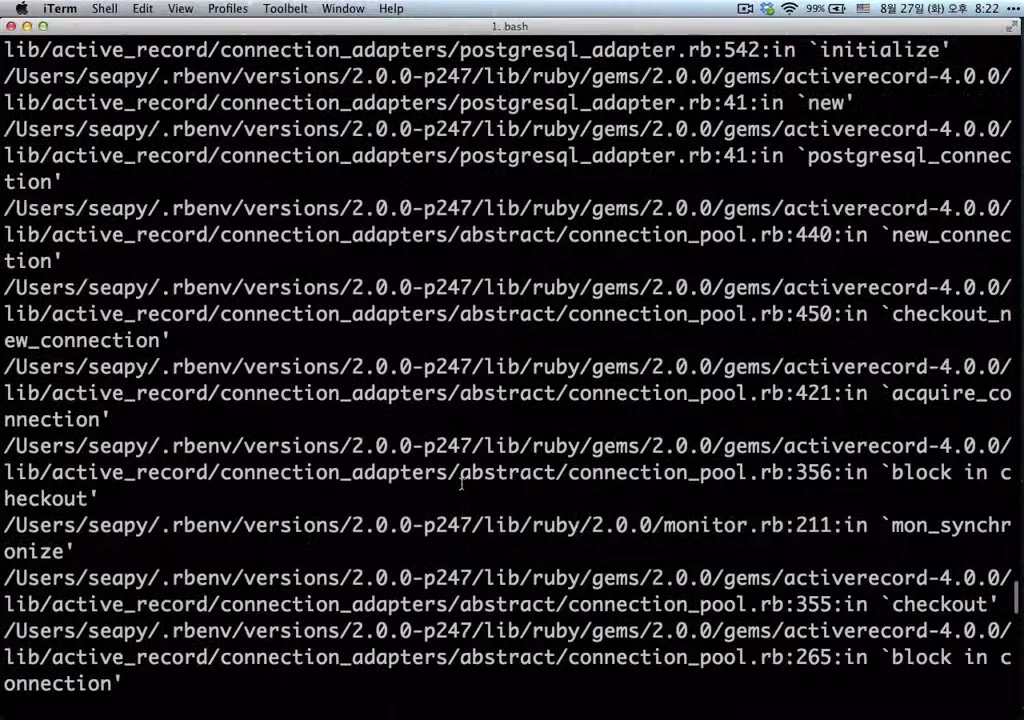 iTerm Shell Edit View Profiles Toolbelt Window Help 99% 8월 27일 (화) 오후 8:22
1. bash
lib/active_record/connection_adapters/postgresql_adapter.rb:542:in `initialize'
/Users/seapy/.rbenv/versions/2.0.0-p247/lib/ruby/gems/2.0.0/gems/activerecord-4.0.0/
lib/active_record/connection_adapters/postgresql_adapter.rb:41:in `new'
/Users/seapy/.rbenv/versions/2.0.0-p247/lib/ruby/gems/2.0.0/gems/activerecord-4.0.0/
lib/active_record/connection_adapters/postgresql_adapter.rb:41:in `postgresql_connec
tion'
/Users/seapy/.rbenv/versions/2.0.0-p247/lib/ruby/gems/2.0.0/gems/activerecord-4.0.0/
lib/active_record/connection_adapters/abstract/connection_pool.rb:440:in `new_connec
tion'
/Users/seapy/.rbenv/versions/2.0.0-p247/lib/ruby/gems/2.0.0/gems/activerecord-4.0.0/
lib/active_record/connection_adapters/abstract/connection_pool.rb:450:in `checkout_n
ew_connection'
/Users/seapy/.rbenv/versions/2.0.0-p247/lib/ruby/gems/2.0.0/gems/activerecord-4.0.0/
lib/active_record/connection_adapters/abstract/connection_pool.rb:421:in `acquire_co
nnection'
/Users/seapy/.rbenv/versions/2.0.0-p247/lib/ruby/gems/2.0.0/gems/activerecord-4.0.0/
lib/active_record/connection_adapters/abstract/connection_pool.rb:356:in `block in c
heckout'
/Users/seapy/.rbenv/versions/2.0.0-p247/lib/ruby/2.0.0/monitor.rb:211:in `mon_synchr
onize'
/Users/seapy/.rbenv/versions/2.0.0-p247/lib/ruby/gems/2.0.0/gems/activerecord-4.0.0/
lib/active_record/connection_adapters/abstract/connection_pool.rb:355:in `checkout'
/Users/seapy/.rbenv/versions/2.0.0-p247/lib/ruby/gems/2.0.0/gems/activerecord-4.0.0/
lib/active_record/connection_adapters/abstract/connection_pool.rb:265:in `block in c
onnection'